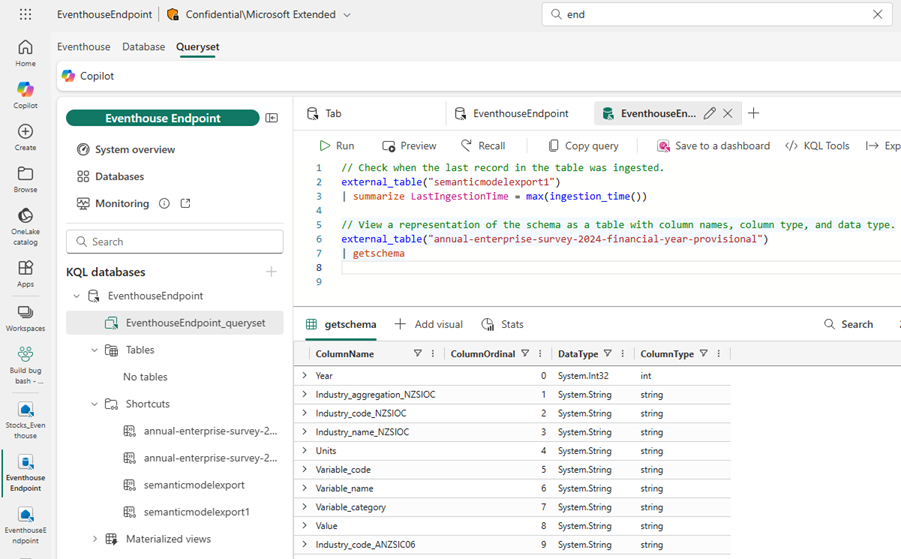 EventhouseEndpoint
Confidential\Microsoft Extended
end
Home
Copilot
Create
Browse
OneLake
catalog
Apps
Workspaces
Build bug
bash - ...
Stocks_Even
thouse
Eventhouse
Endpoint
EventhouseE
ndpoint
Eventhouse
Database
Queryset
Copilot
Eventhouse Endpoint
System overview
Databases
Monitoring
Search
KQL databases
EventhouseEndpoint
EventhouseEndpoint_queryset
Tables
No tables
Shortcuts
annual-enterprise-survey-2...
annual-enterprise-survey-2...
semanticmodelexport
semanticmodelexport1
Materialized views
Tab
EventhouseEndpoint
EventhouseEn...
Run
Preview
Recall
Copy query
Save to a dashboard
</> KQL Tools
Exp
1 // Check when the last record in the table was ingested.
2 external_table("semanticmodelexport1")
3 | summarize LastIngestionTime = max(ingestion_time())
4
5 // View a representation of the schema as a table with column names, column type, and data type.
6 external_table("annual-enterprise-survey-2024-financial-year-provisional")
7 | getschema
8
9
getschema
Add visual
Stats
Search
ColumnName ColumnOrdinal DataType ColumnType
Year 0 System.Int32 int
Industry_aggregation_NZSIOC 1 System.String string
Industry_code_NZSIOC 2 System.String string
Industry_name_NZSIOC 3 System.String string
Units 4 System.String string
Variable_code 5 System.String string
Variable_name 6 System.String string
Variable_category 7 System.String string
Value 8 System.String string
Industry_code_ANZSIC06 9 System.String string